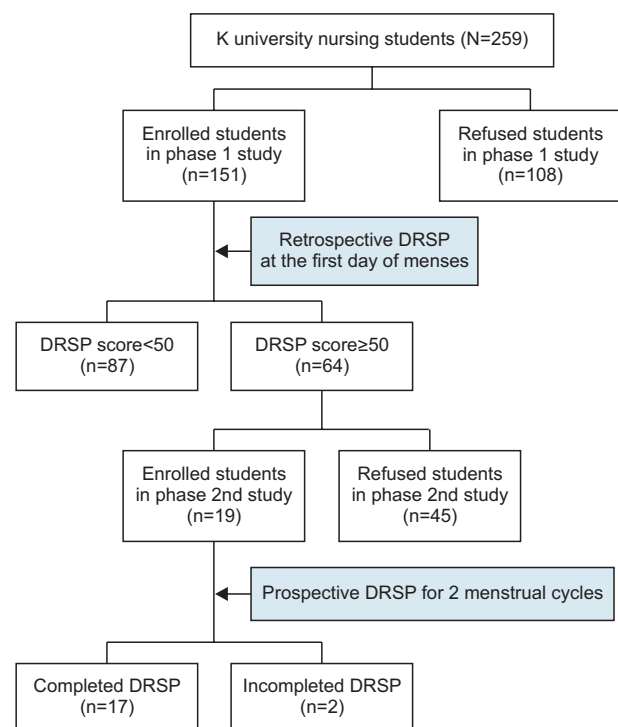 K university nursing students (N=259)
Enrolled students
in phase 1 study
(n=151)
Refused students
in phase 1 study
(n=108)
Retrospective DRSP
at the first day of menses
DRSP score<50
(n=87)
DRSP score≥50
(n=64)
Enrolled students
in phase 2nd study
(n=19)
Refused students
in phase 2nd study
(n=45)
Prospective DRSP for 2 menstrual cycles
Completed DRSP
(n=17)
Incompleted DRSP
(n=2)